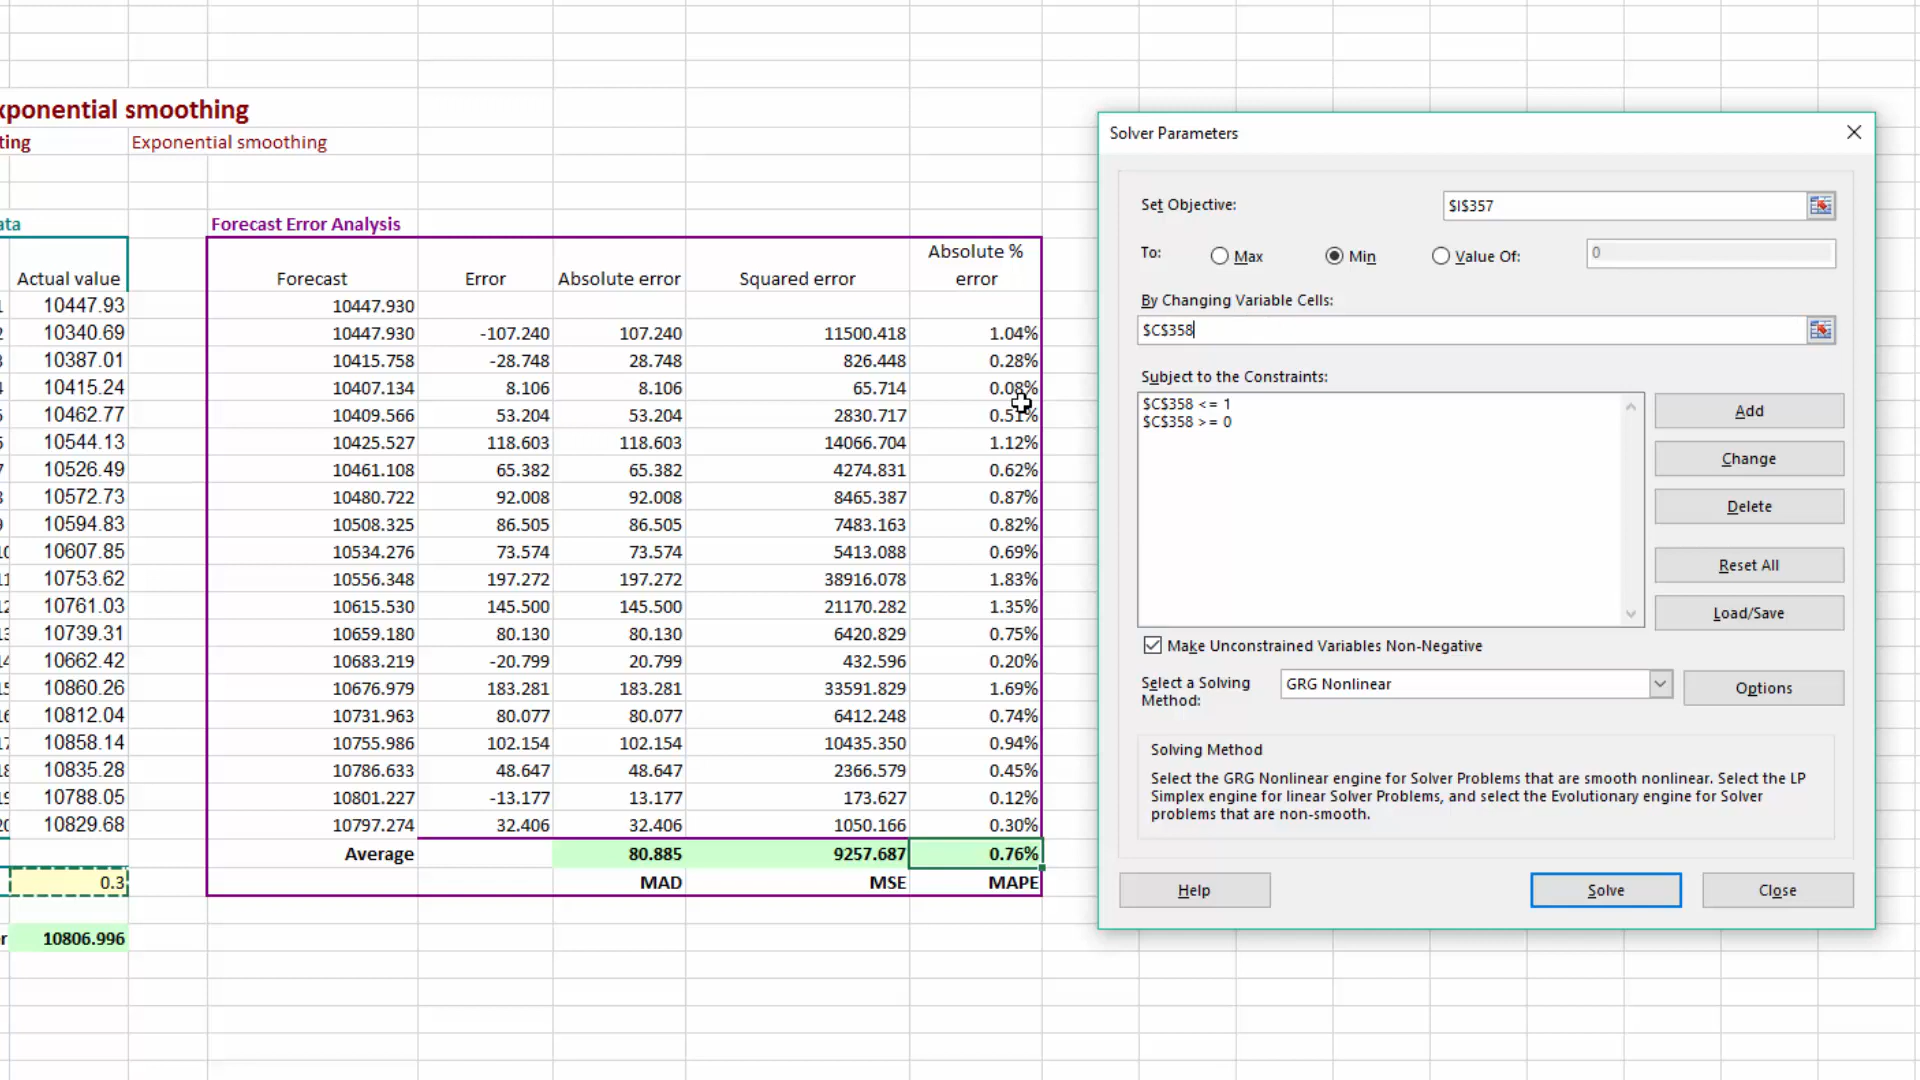 xponential smoothing
ting Exponential smoothing
ata Forecast Error Analysis
Absolute %
Actual value Forecast Error Absolute error Squared error error
1 10447.93 10447.930
2 10340.69 10447.930 -107.240 107.240 11500.418 1.04%
10387.01 10415.758 -28.748 28.748 826.448 0.28%
10415.24 10407.134 8.106 8.106 65.714 0.08%
10462.77 10409.566 53.204 53.204 2830.717 0.51%
10544.13 10425.527 118.603 118.603 14066.704 1.12%
7 10526.49 10461.108 65.382 65.382 4274.831 0.62%
10572.73 10480.722 92.008 92.008 8465.387 0.87%
10594.83 10508.325 86.505 86.505 7483.163 0.82%
10607.85 10534.276 73.574 73.574 5413.088 0.69%
10753.62 10556.348 197.272 197.272 38916.078 1.83%
10761.03 10615.530 145.500 145.500 21170.282 1.35%
10739.31 10659.180 80.130 80.130 6420.829 0.75%
10662.42 10683.219 -20.799 20.799 432.596 0.20%
10860.26 10676.979 183.281 183.281 33591.829 1.69%
10812.04 10731.963 80.077 80.077 6412.248 0.74%
10858.14 10755.986 102.154 102.154 10435.350 0.94%
10835.28 10786.633 48.647 48.647 2366.579 0.45%
10788.05 10801.227 -13.177 13.177 173.627 0.12%
10829.68 10797.274 32.406 32.406 1050.166 0.30%
Average 80.885 9257.687 0.76%
0.3 MAD MSE MAPE
r 10806.996
Solver Parameters
Set Objective: $I$357
To: Max Min Value Of: 0
By Changing Variable Cells:
$C$358
Subject to the Constraints:
$C$358 <= 1
$C$358 >= 0
Add
Change
Delete
Reset All
Load/Save
Make Unconstrained Variables Non-Negative
Select a Solving
Method:
GRG Nonlinear
Options
Solving Method
Select the GRG Nonlinear engine for Solver Problems that are smooth nonlinear. Select the LP
Simplex engine for linear Solver Problems, and select the Evolutionary engine for Solver
problems that are non-smooth.
Help Solve Close